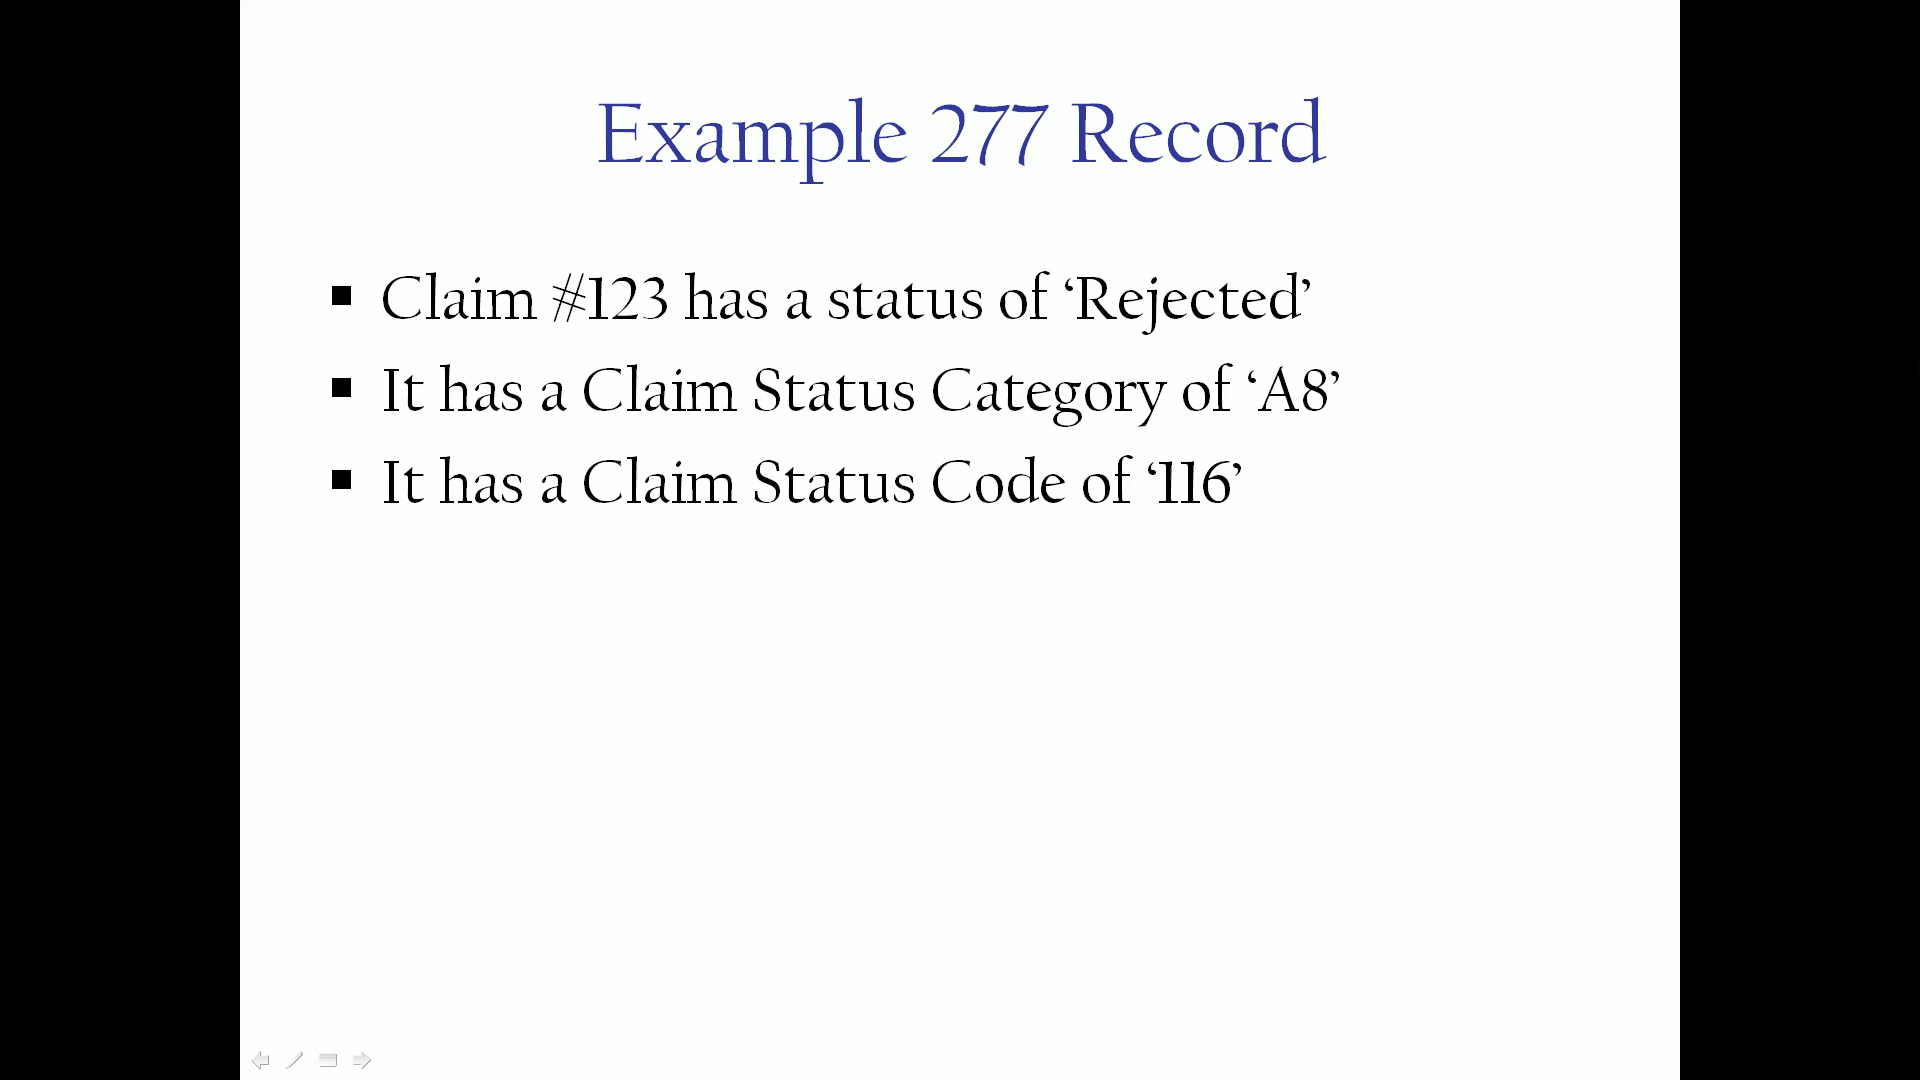 Example 277 Record
▪ Claim #123 has a status of ‘Rejected’
▪ It has a Claim Status Category of ‘A8’
▪ It has a Claim Status Code of ‘116’